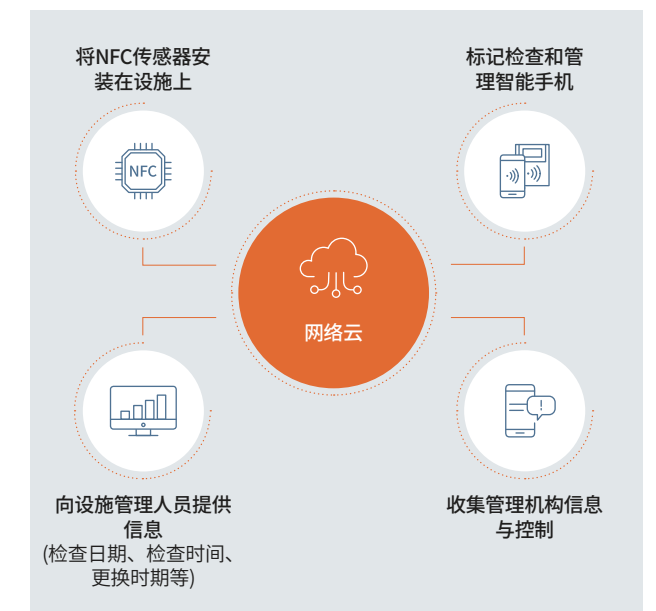 将NFC传感器安
装在设施上
标记检查和管
理智能手机
NFC
网络云
向设施管理人员提供
信息
(检查日期、检查时间、
更换时期等)
收集管理机构信息
与控制